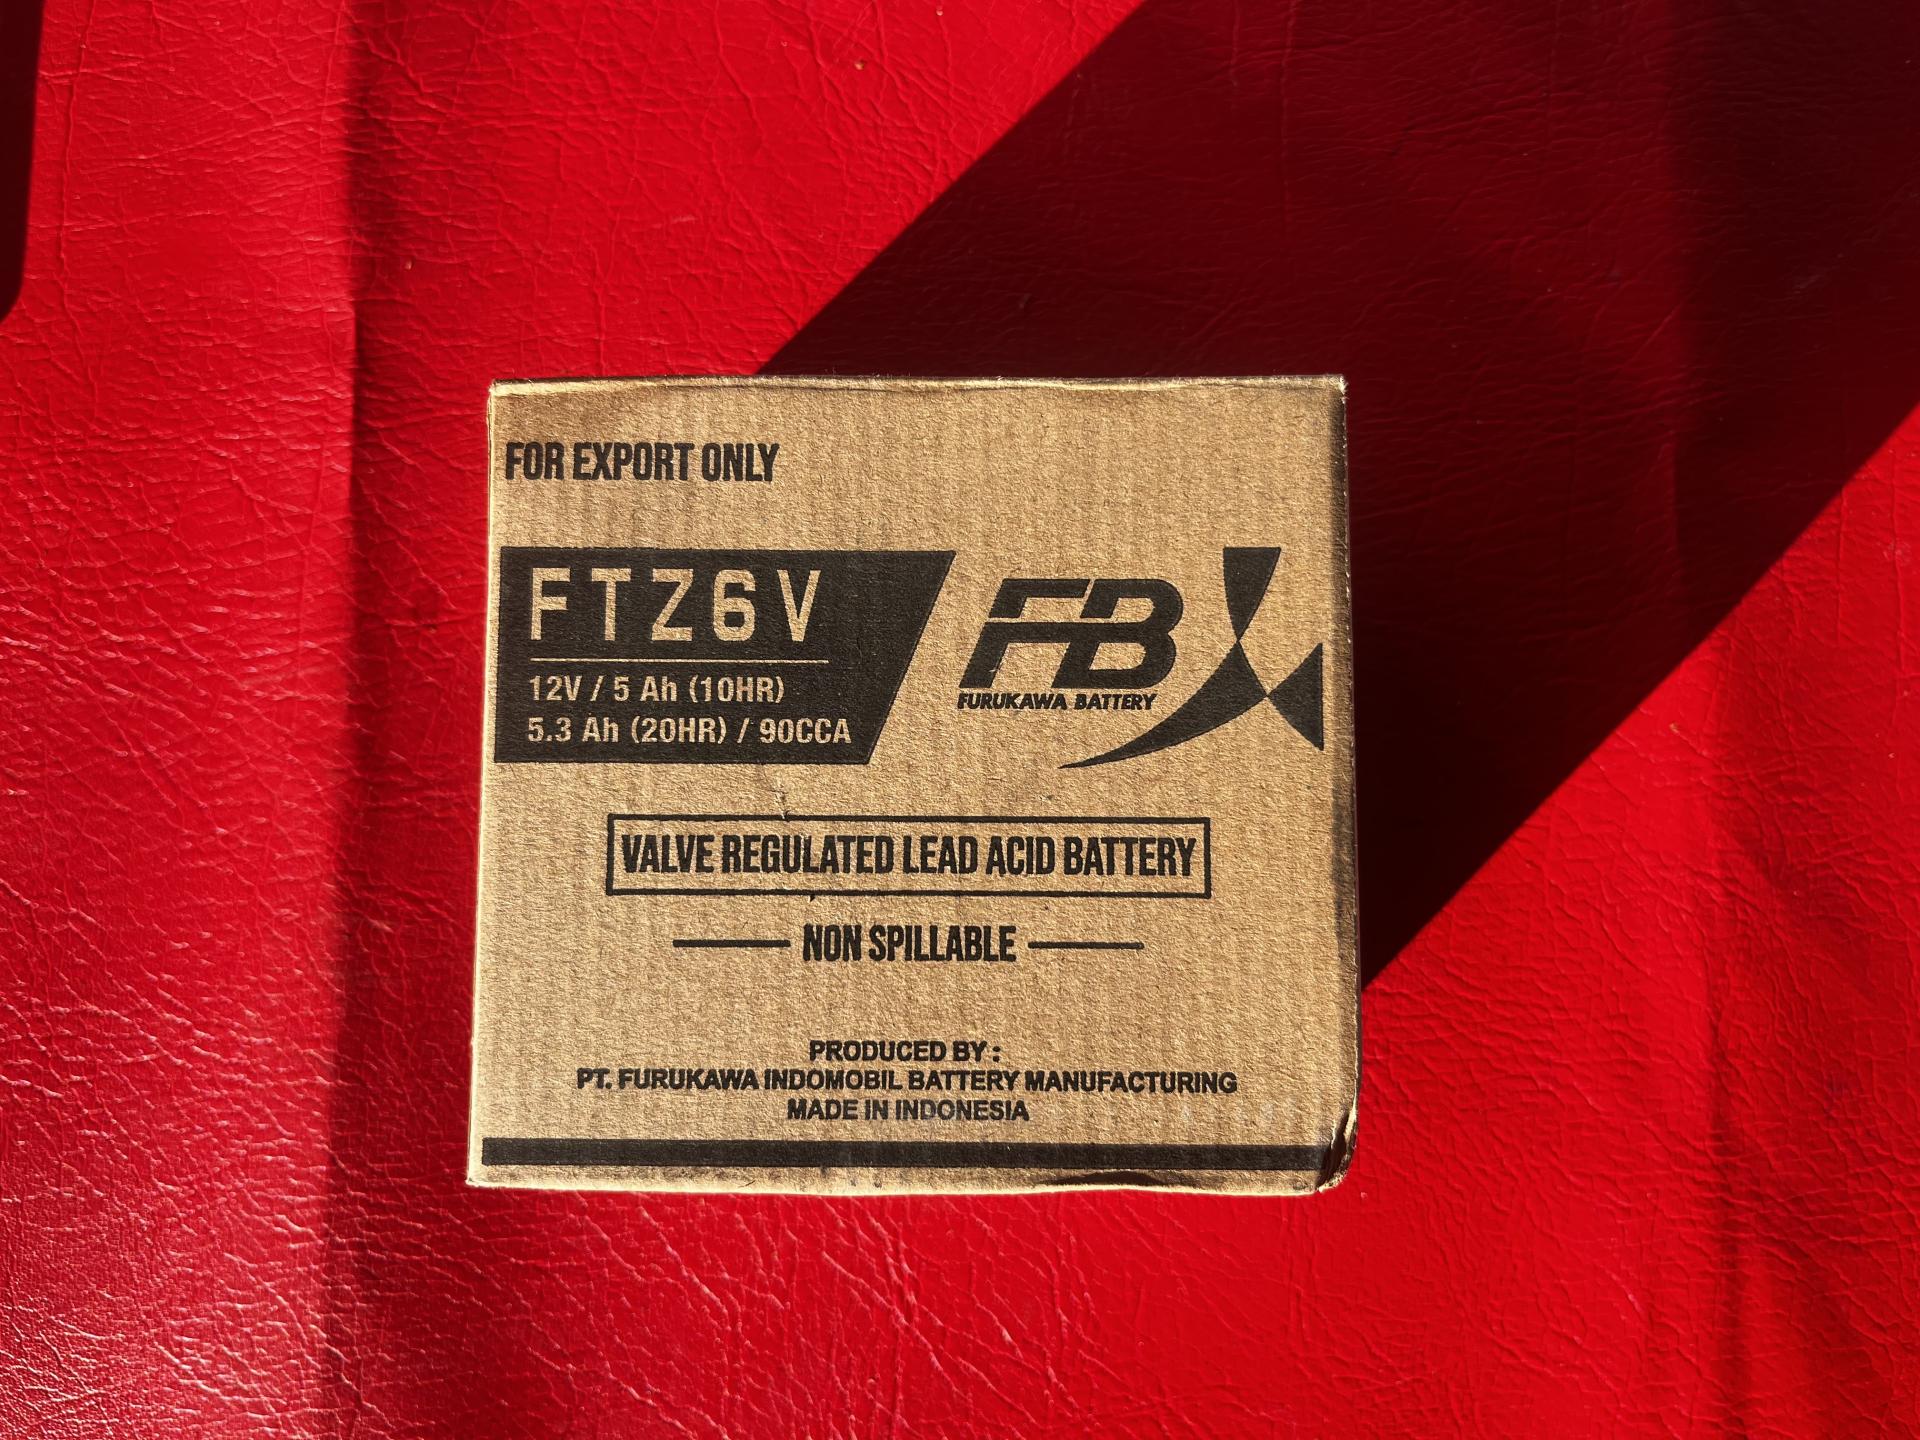 FOR EXPORT ONLY
FTZ6V
12V / 5 Ah (10HR)
5.3 Ah (20HR) / 90CCA
FB
FURUKAWA BATTERY
VALVE REGULATED LEAD ACID BATTERY
NON SPILLABLE
PRODUCED BY :
PT. FURUKAWA INDOMOBIL BATTERY MANUFACTURING
MADE IN INDONESIA